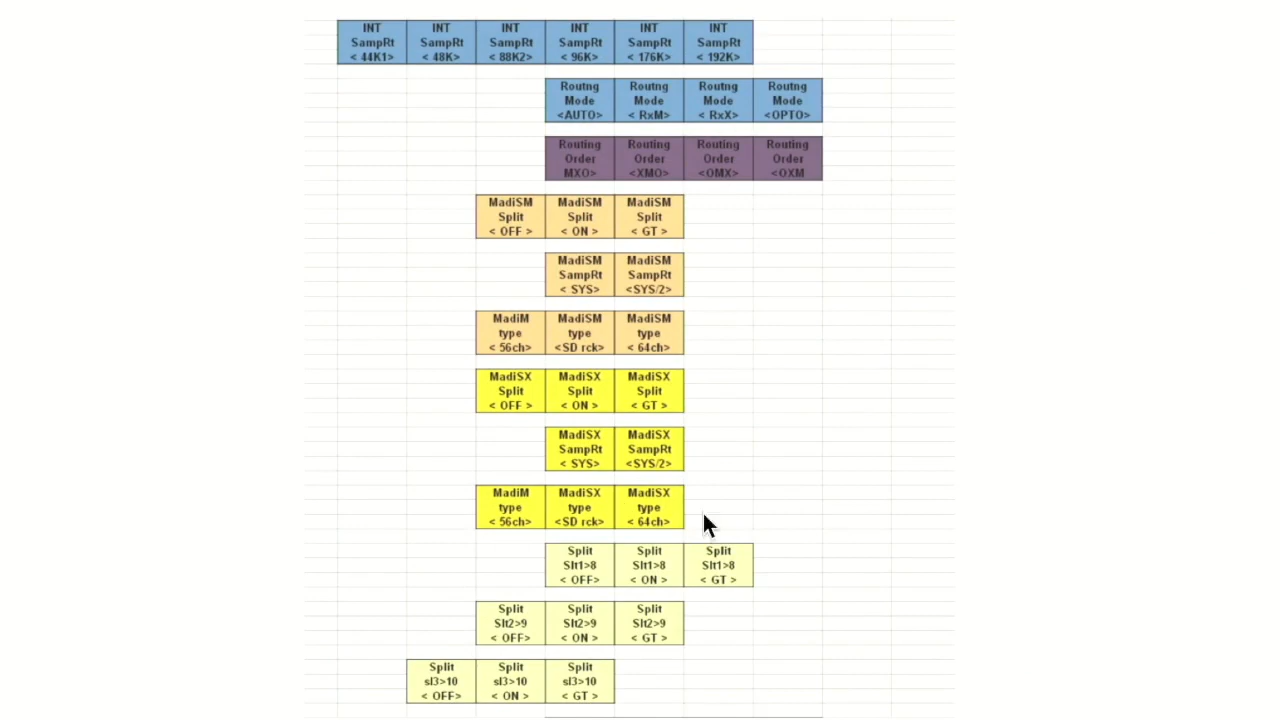 INT INT INT INT INT INT
SampRt SampRt SampRt SampRt SampRt SampRt
< 44K1> < 48K> < 88K2> < 96K> < 176K> < 192K>
Routng Routng Routng Routng
Mode Mode Mode Mode
<AUTO> < RxM> < RxX> <OPTO>
Routing Routing Routing Routing
Order Order Order Order
MXO> <XMO> <OMX> <OXM
MadiSM MadiSM MadiSM
Split Split Split
< OFF > < ON > < GT >
MadiSM MadiSM
SampRt SampRt
< SYS> <SYS/2>
MadiM MadiSM MadiSM
type type type
< 56ch> <SD rck> < 64ch>
MadiSX MadiSX MadiSX
Split Split Split
< OFF > < ON > < GT >
MadiSX MadiSX
SampRt SampRt
< SYS> <SYS/2>
MadiM MadiSX MadiSX
type type type
< 56ch> <SD rck> < 64ch>
Split Split Split
Slt1>8 Slt1>8 Slt1>8
< OFF> < ON > < GT >
Split Split Split
Slt2>9 Slt2>9 Slt2>9
< OFF> < ON > < GT >
Split Split Split
sl3>10 sl3>10 sl3>10
< OFF> < ON > < GT >